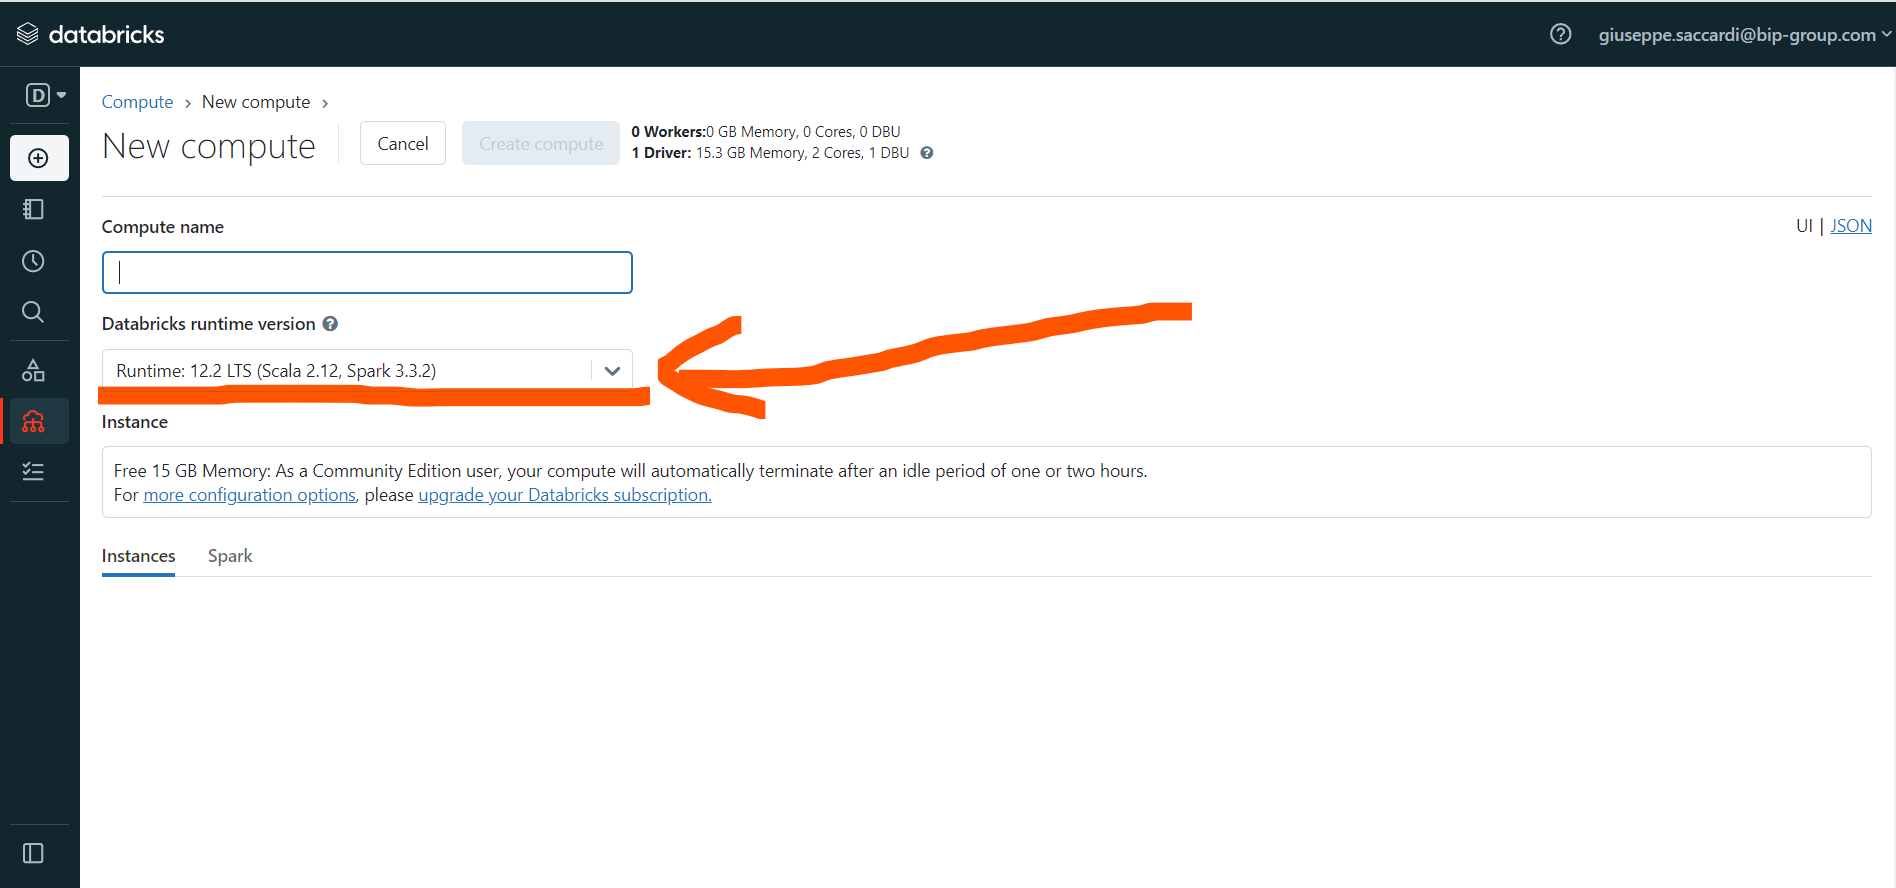 databricks
giuseppe.saccardi@bip-group.com
D
Compute › New compute ›
New compute
Cancel
Create compute
0 Workers:0 GB Memory, 0 Cores, 0 DBU
1 Driver: 15.3 GB Memory, 2 Cores, 1 DBU
Compute name
UI | JSON
Databricks runtime version
Runtime: 12.2 LTS (Scala 2.12, Spark 3.3.2)
Instance
Free 15 GB Memory: As a Community Edition user, your compute will automatically terminate after an idle period of one or two hours.
For more configuration options, please upgrade your Databricks subscription.
Instances
Spark